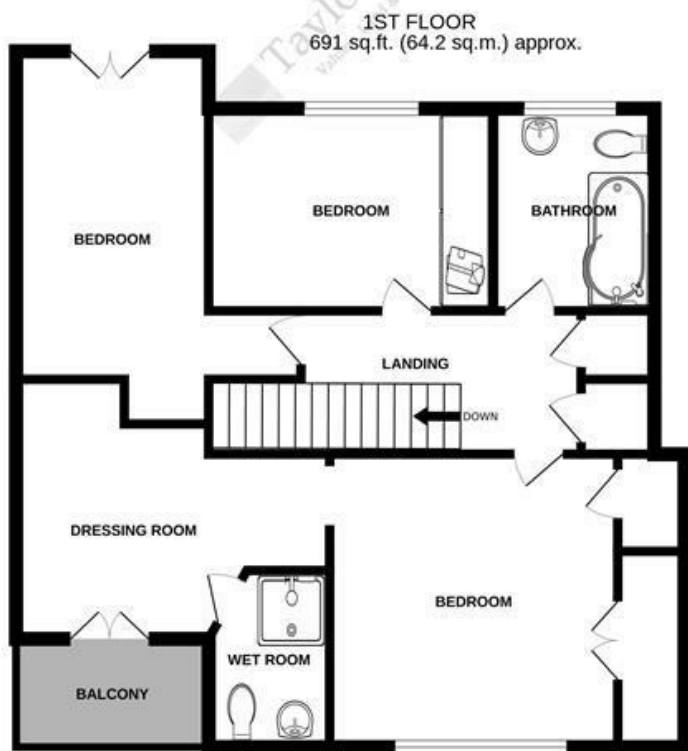 1ST FLOOR
691 sq.ft. (64.2 sq.m.) approx.
BEDROOM
BEDROOM
BATHROOM
LANDING
DOWN
DRESSING ROOM
BEDROOM
WET ROOM
BALCONY